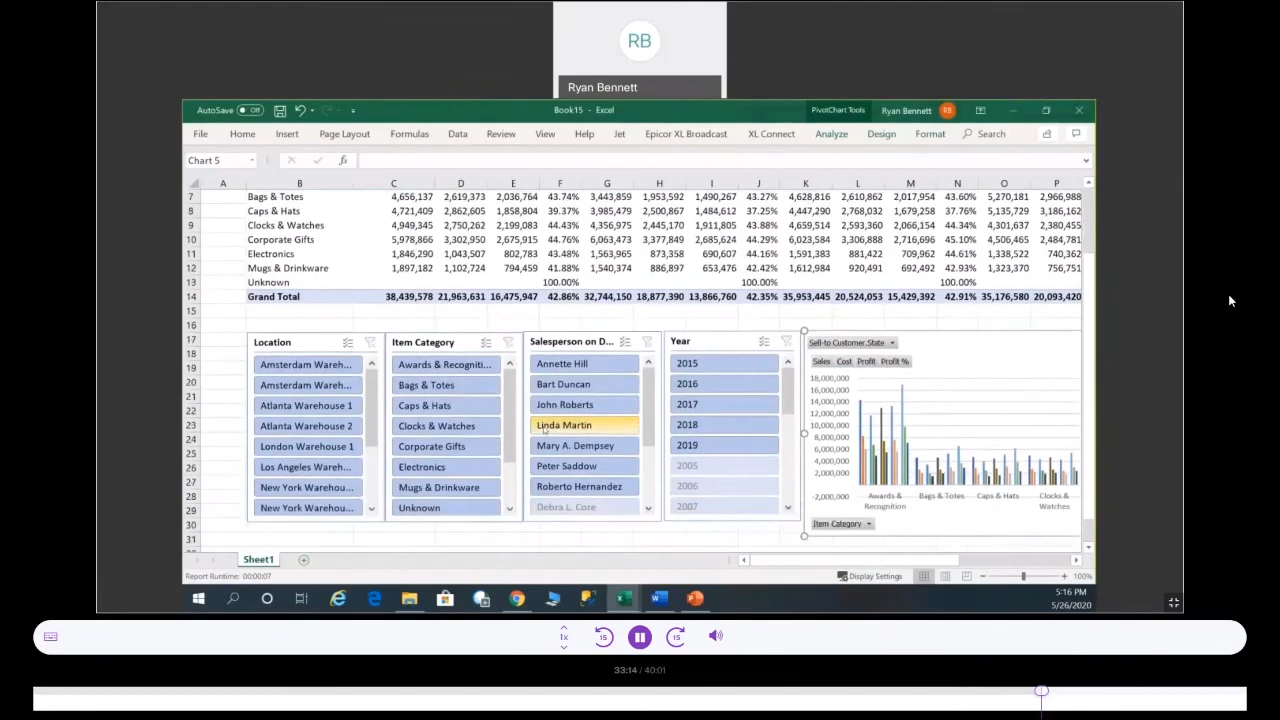 RB
Ryan Bennett
AutoSave Off
Book15 - Excel
PivotChart Tools
Ryan Bennett
RB
File Home Insert Page Layout Formulas Data Review View Help Jet Epicor XL Broadcast XL Connect Analyze Design Format Search
Chart 5
fx
A B C D E F G H I J K L M N O P
7 Bags & Totes 4,656,137 2,619,373 2,036,764 43.74% 3,443,859 1,953,592 1,490,267 43.27% 4,628,816 2,610,862 2,017,954 43.60% 5,270,181 2,966,988
8 Caps & Hats 4,721,409 2,862,605 1,858,804 39.37% 3,985,479 2,500,867 1,484,612 37.25% 4,447,290 2,768,032 1,679,258 37.76% 5,135,729 3,186,162
9 Clocks & Watches 4,949,345 2,750,262 2,199,083 44.43% 4,356,975 2,445,170 1,911,805 43.88% 4,659,514 2,593,360 2,066,154 44.34% 4,301,637 2,380,455
10 Corporate Gifts 5,978,866 3,302,950 2,675,915 44.76% 6,063,473 3,377,849 2,685,624 44.29% 6,023,584 3,306,888 2,716,696 45.10% 4,506,465 2,484,781
11 Electronics 1,846,290 1,043,507 802,783 43.48% 1,563,965 873,358 690,607 44.16% 1,591,383 881,422 709,962 44.61% 1,338,522 740,362
12 Mugs & Drinkware 1,897,182 1,102,724 794,459 41.88% 1,540,374 886,897 653,476 42.42% 1,612,984 920,491 692,492 42.93% 1,323,370 756,751
13 Unknown 100.00% 100.00% 100.00%
14 Grand Total 38,439,578 21,963,631 16,475,947 42.86% 32,744,150 18,877,390 13,866,760 42.35% 35,953,445 20,524,053 15,429,392 42.91% 35,176,580 20,093,420
15
16
17
18
19
20
21
22
23
24
25
26
27
28
29
30
31
Location
Amsterdam Wareh...
Amsterdam Wareh...
Atlanta Warehouse 1
Atlanta Warehouse 2
London Warehouse 1
Los Angeles Wareh...
New York Warehou...
New York Warehou...
Item Category
Awards & Recogniti...
Bags & Totes
Caps & Hats
Clocks & Watches
Corporate Gifts
Electronics
Mugs & Drinkware
Unknown
Salesperson on D...
Annette Hill
Bart Duncan
John Roberts
Linda Martin
Mary A. Dempsey
Peter Saddow
Roberto Hernandez
Debra L. Core
Year
2015
2016
2017
2018
2019
2005
2006
2007
Sell-to Customer.State
Sales Cost Profit Profit %
18,000,000
16,000,000
14,000,000
12,000,000
10,000,000
8,000,000
6,000,000
4,000,000
2,000,000
-2,000,000
Awards & Recognition
Bags & Totes
Caps & Hats
Clocks & Watches
Item Category
Sheet1
Report Runtime: 00:00:07
Display Settings
100%
5:16 PM
5/26/2020
1x
15
15
33:14 / 40:01